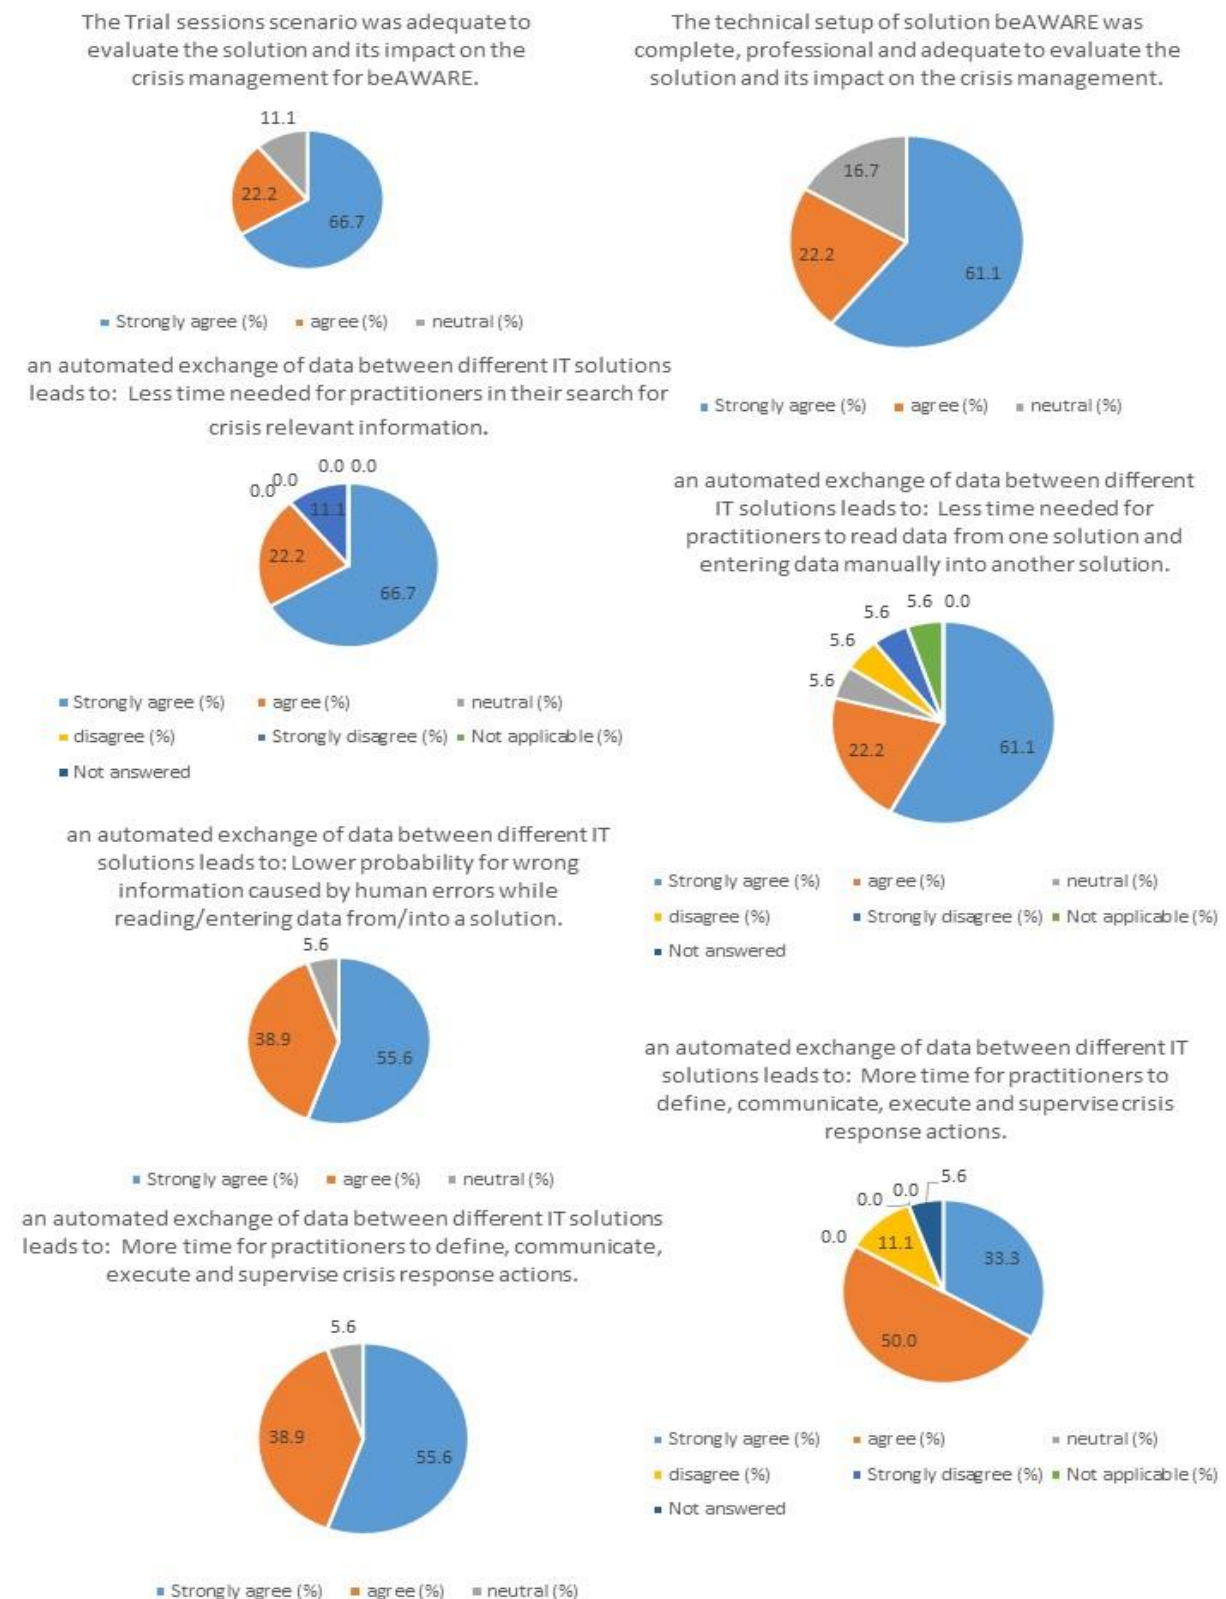 The Trial sessions scenario was adequate to
evaluate the solution and its impact on the
crisis management for beAWARE.
11.1
22.2
66.7
Strongly agree (%) agree (%) neutral (%)
The technical setup of solution beAWARE was
complete, professional and adequate to evaluate the
solution and its impact on the crisis management.
16.7
22.2
61.1
Strongly agree (%) agree (%) neutral (%)
an automated exchange of data between different IT solutions
leads to: Less time needed for practitioners in their search for
crisis relevant information.
0.0 0.0
0.0 0.0
11.1
22.2
66.7
Strongly agree (%) agree (%) neutral (%)
disagree (%) Strongly disagree (%) Not applicable (%)
Not answered
an automated exchange of data between different
IT solutions leads to: Less time needed for
practitioners to read data from one solution and
entering data manually into another solution.
5.6 0.0
5.6
5.6
5.6
22.2
61.1
Strongly agree (%) agree (%) neutral (%)
disagree (%) Strongly disagree (%) Not applicable (%)
Not answered
an automated exchange of data between different IT
solutions leads to: Lower probability for wrong
information caused by human errors while
reading/entering data from/into a solution.
5.6
38.9
55.6
Strongly agree (%) agree (%) neutral (%)
an automated exchange of data between different IT
solutions leads to: More time for practitioners to
define, communicate, execute and supervise crisis
response actions.
5.6
0.0
0.0
0.0
11.1
33.3
50.0
Strongly agree (%) agree (%) neutral (%)
disagree (%) Strongly disagree (%) Not applicable (%)
Not answered
an automated exchange of data between different IT solutions
leads to: More time for practitioners to define, communicate,
execute and supervise crisis response actions.
5.6
38.9
55.6
Strongly agree (%) agree (%) neutral (%)